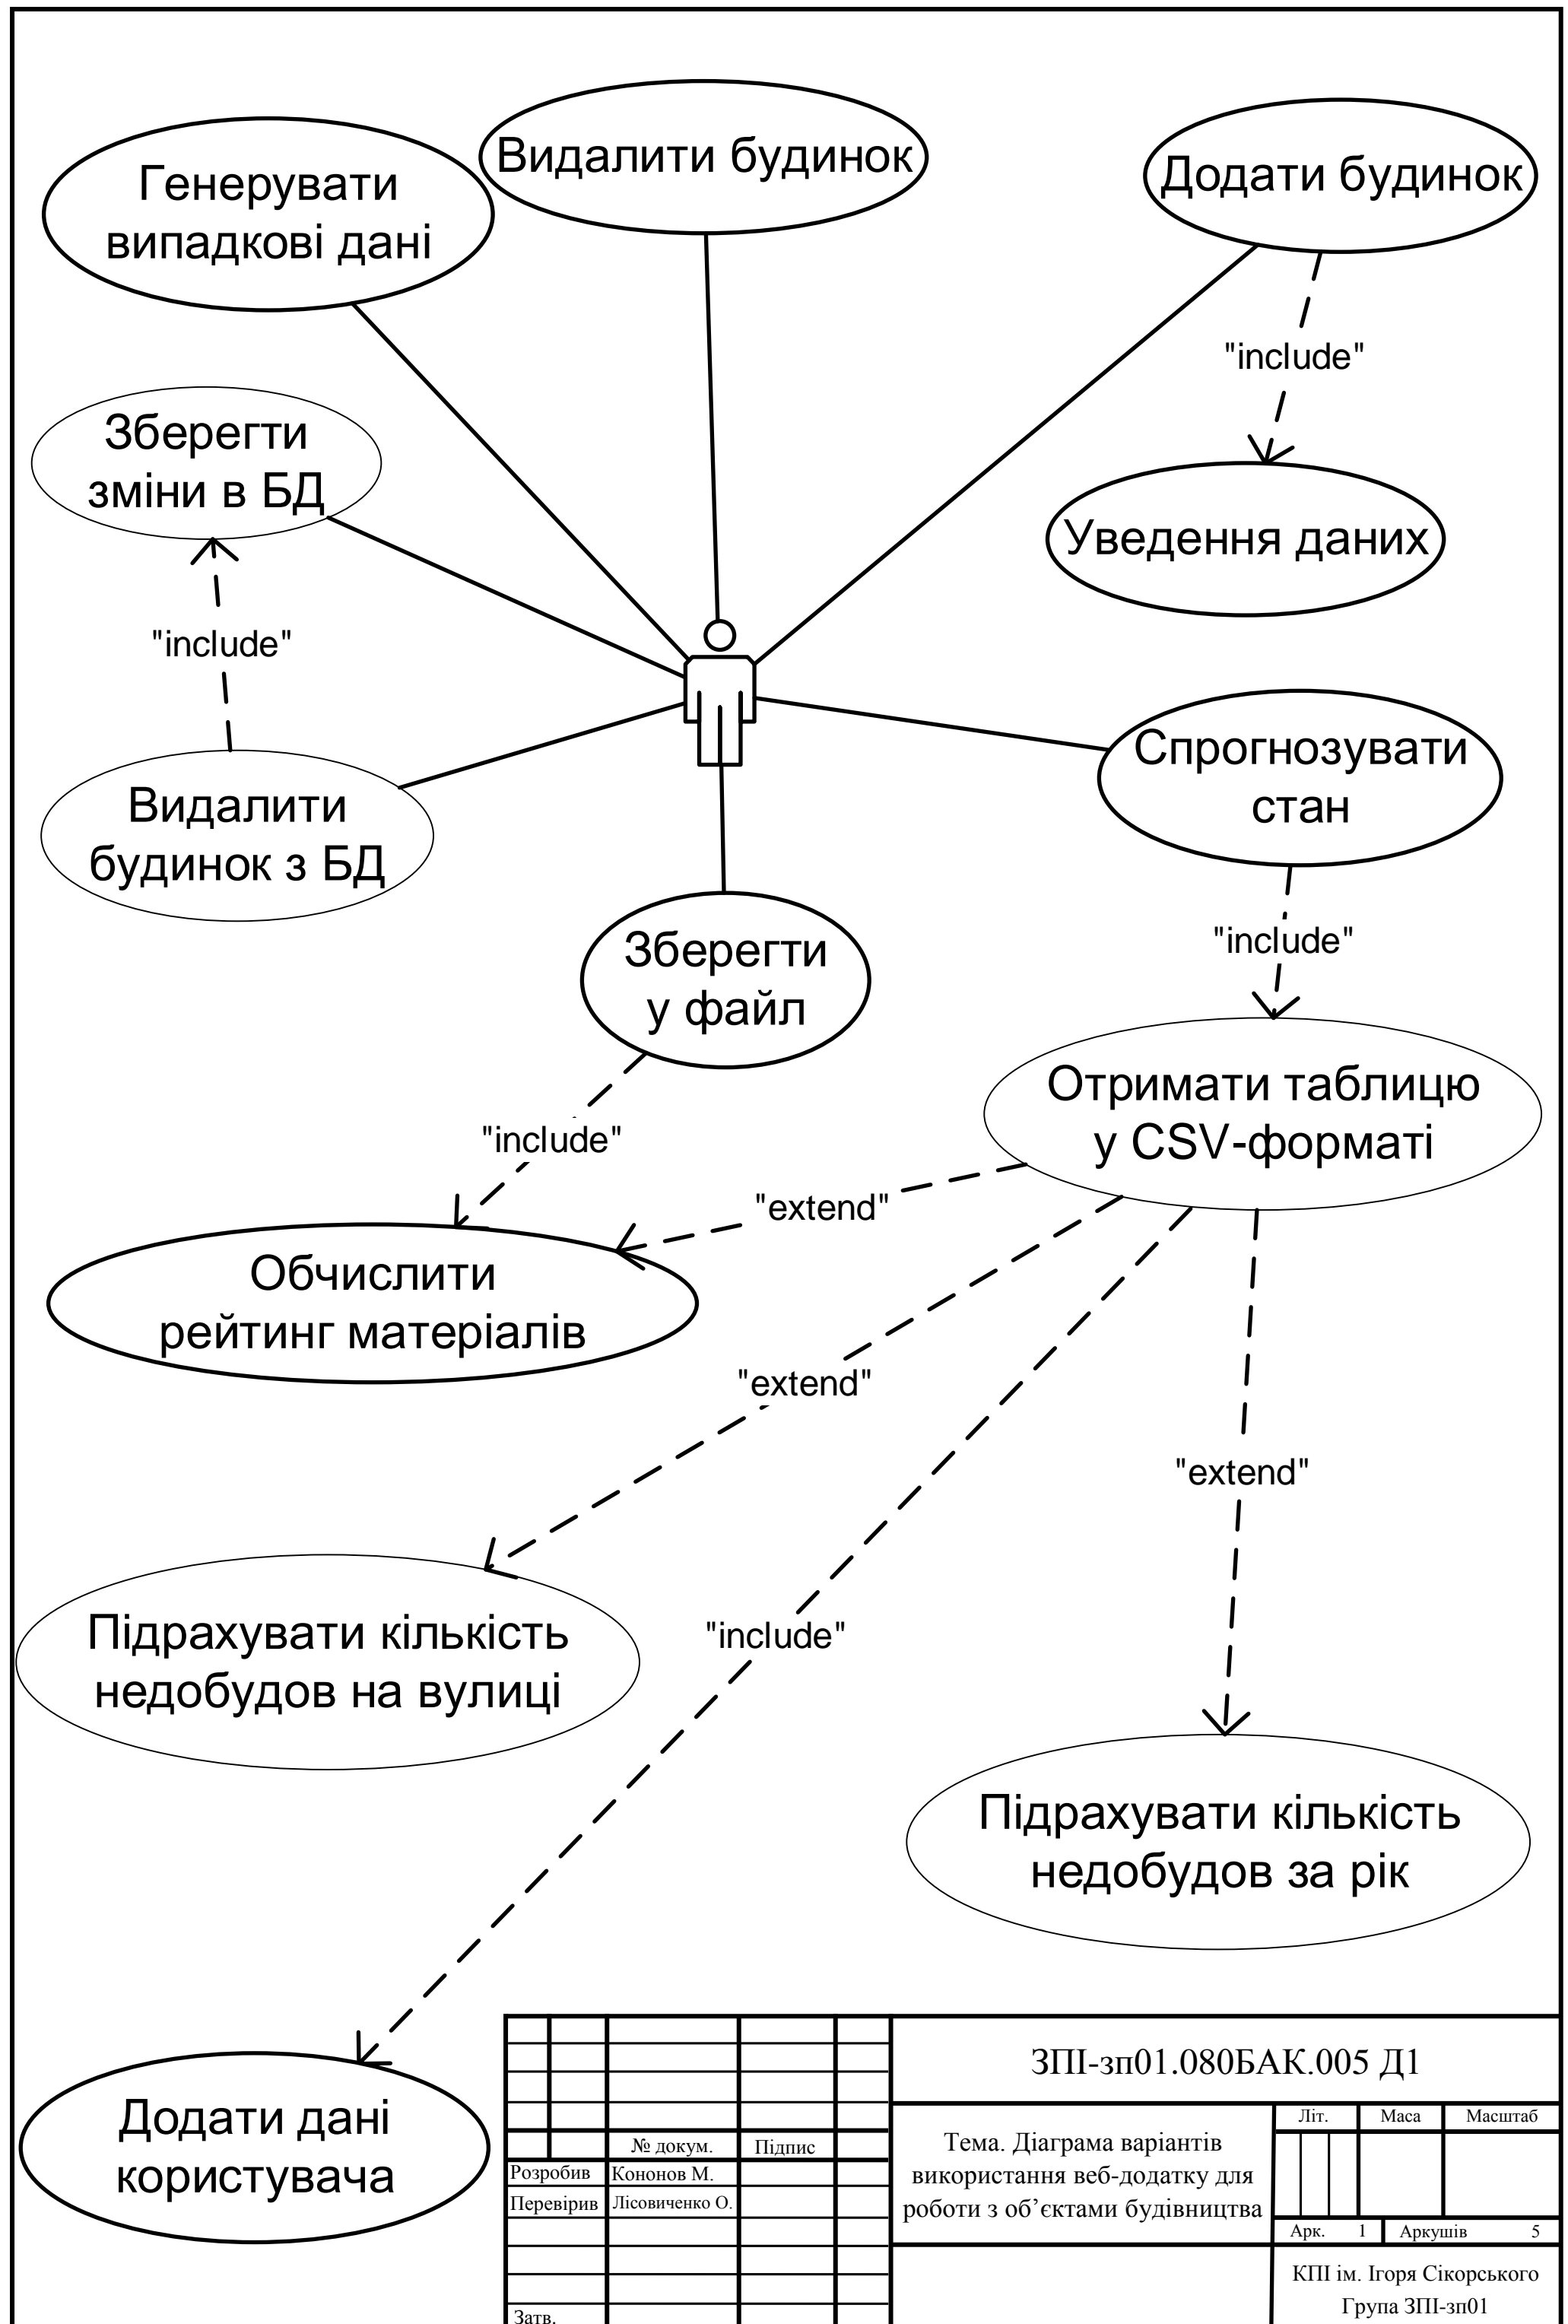 Генерувати
випадкові дані
Видалити будинок
Додати будинок
"include"
Зберегти
зміни в БД
Уведення даних
"include"
Спрогнозувати
стан
Видалити
будинок з БД
"include"
Зберегти
у файл
Отримати таблицю
у CSV-форматі
"include"
"extend"
Обчислити
рейтинг матеріалів
"extend"
"extend"
Підрахувати кількість
недобудов на вулиці
"include"
Підрахувати кількість
недобудов за рік
Додати дані
користувача
ЗПІ-зп01.080БАК.005 Д1
№ докум. Підпис
Розробив Кононов М.
Перевірив Лісовиченко О.
Затв.
Тема. Діаграма варіантів
використання веб-додатку для
роботи з об’єктами будівництва
Літ. Маса Масштаб
Арк. 1 Аркушів 5
КПІ ім. Ігоря Сікорського
Група ЗПІ-зп01